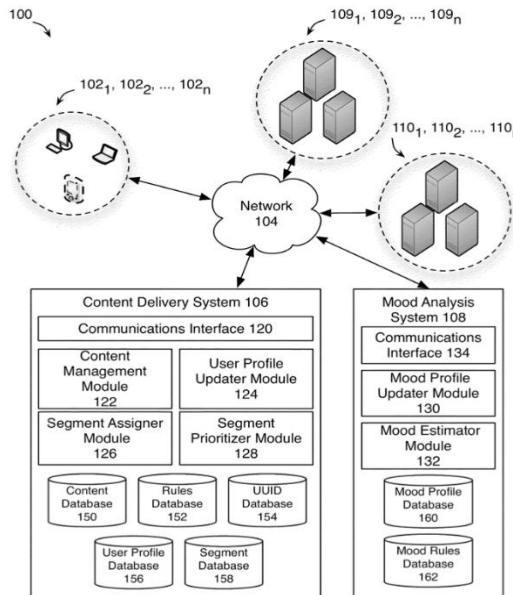 100
109₁, 109₂, ..., 109ₙ
102₁, 102₂, ..., 102ₙ
110₁, 110₂, ..., 110
Network
104
Content Delivery System 106
Communications Interface 120
Content
Management
Module
122
User Profile
Updater Module
124
Segment Assigner
Module
126
Segment
Prioritizer Module
128
Content
Database
150
Rules
Database
152
UUID
Database
154
User Profile
Database
156
Segment
Database
158
Mood Analysis
System 108
Communications
Interface 134
Mood Profile
Updater Module
130
Mood Estimator
Module
132
Mood Profile
Database
160
Mood Rules
Database
162